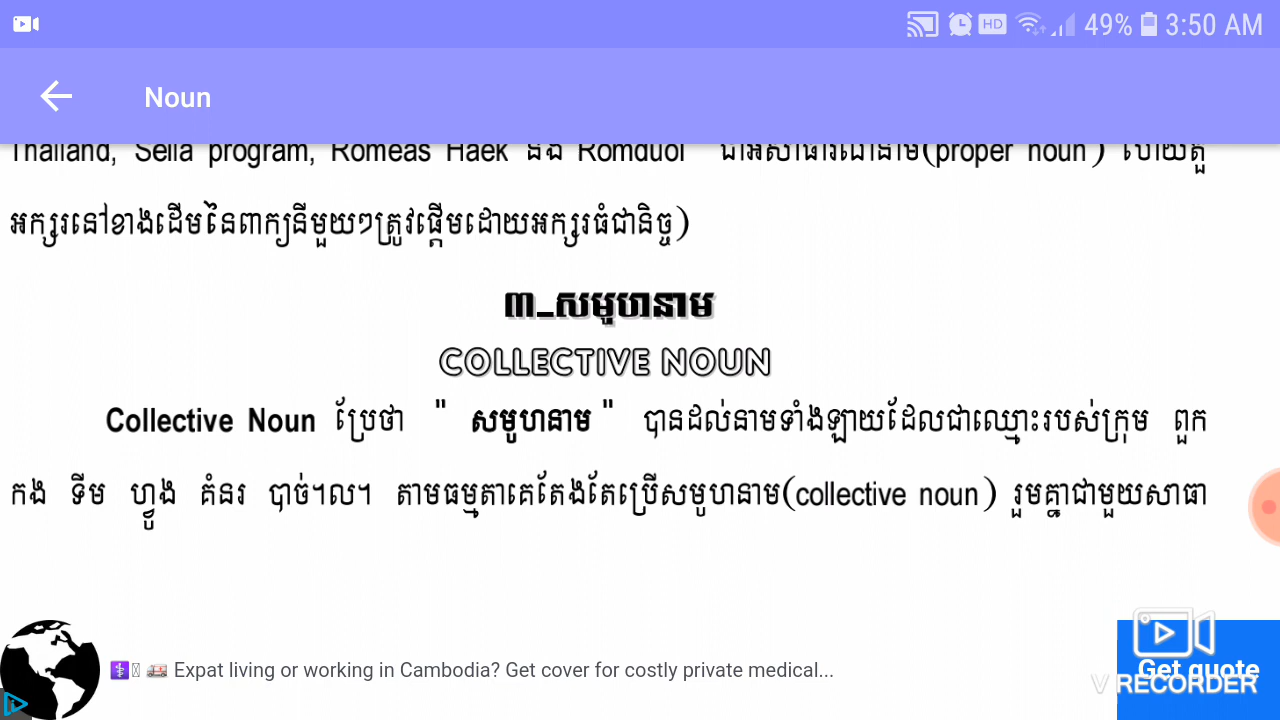 49% 3:50 AM
Noun
Thailand, Sella program, Romeas Haek និង Romduol ជាអសាធារណនាម(proper noun) ហើយតួ
អក្សរនៅខាងដើមនៃពាក្យនីមួយៗត្រូវផ្តើមដោយអក្សរធំជានិច្ច)
៣_សមូហនាម
COLLECTIVE NOUN
Collective Noun ប្រែថា " សមូហនាម " បានដល់នាមទាំងឡាយដែលជាឈ្មោះរបស់ក្រុម ពួក
កង ទីម ហ្វូង គំនរ បាច់។ល។ តាមធម្មតាគេតែងតែប្រើសមូហនាម(collective noun) រួមគ្នាជាមួយសាធា
Expat living or working in Cambodia? Get cover for costly private medical...
Get quote
V RECORDER